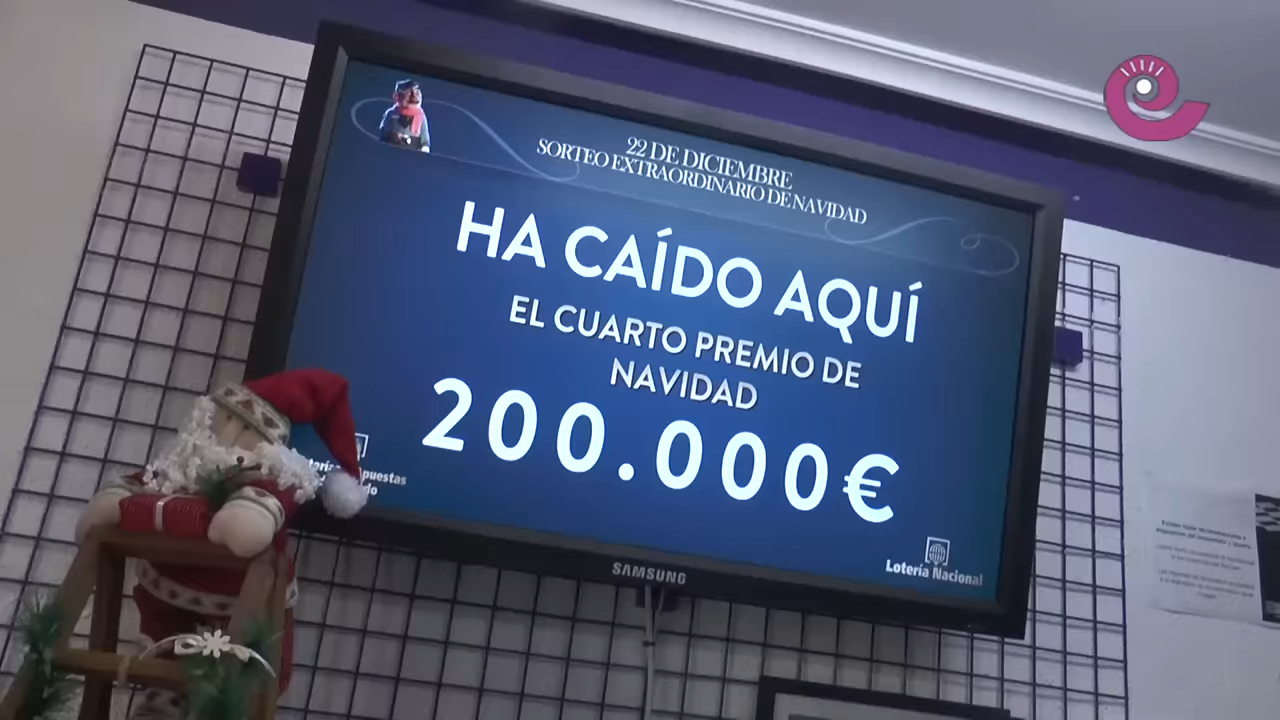 22 DE DICIEMBRE
SORTEO EXTRAORDINARIO DE NAVIDAD
HA CAÍDO AQUÍ
EL CUARTO PREMIO DE
NAVIDAD
200.000€
Lotería Nacional
SAMSUNG